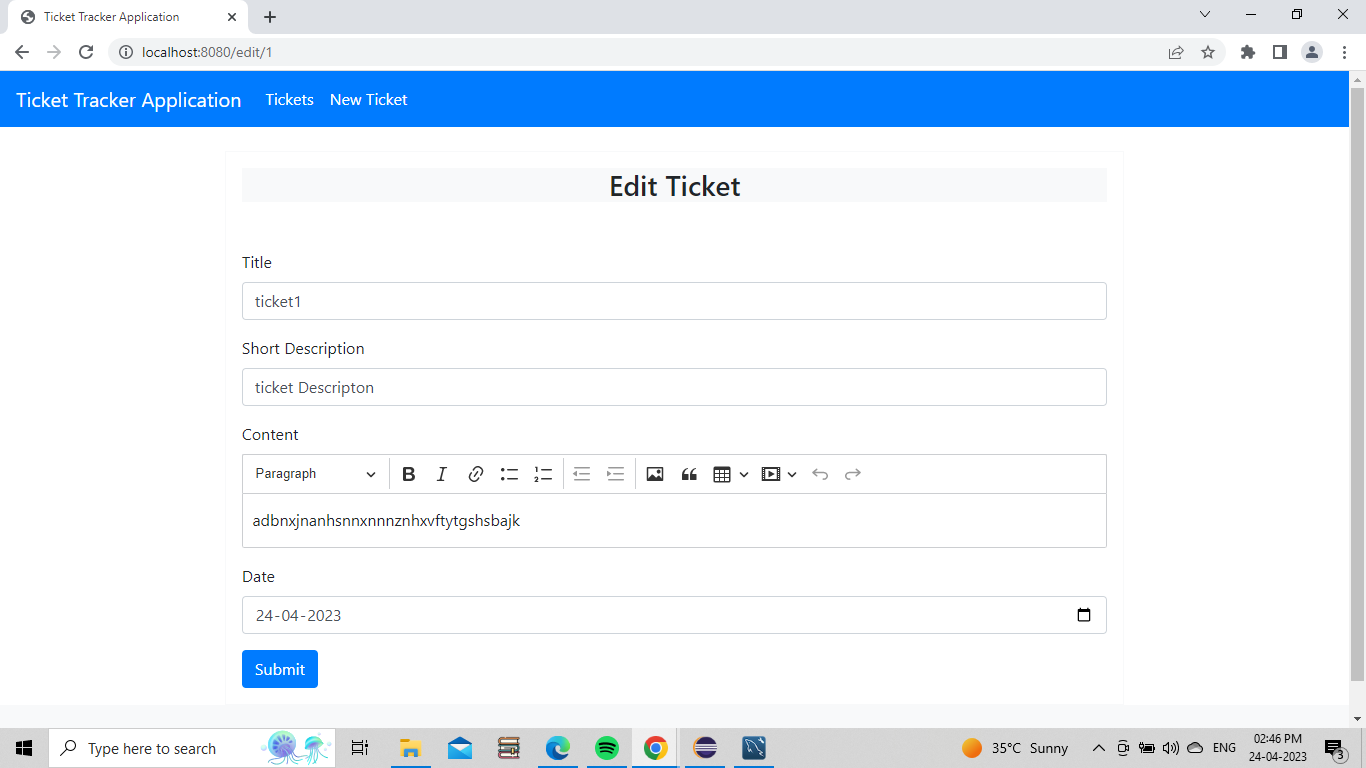 Ticket Tracker Application
localhost:8080/edit/1
Ticket Tracker Application Tickets New Ticket
Edit Ticket
Title
ticket1
Short Description
ticket Descripton
Content
Paragraph B I
adbnxjnanhsnnxnnnznhxvftytgshsbajk
Date
24-04-2023
Submit
Type here to search 35°C Sunny ENG 02:46 PM
24-04-2023 3